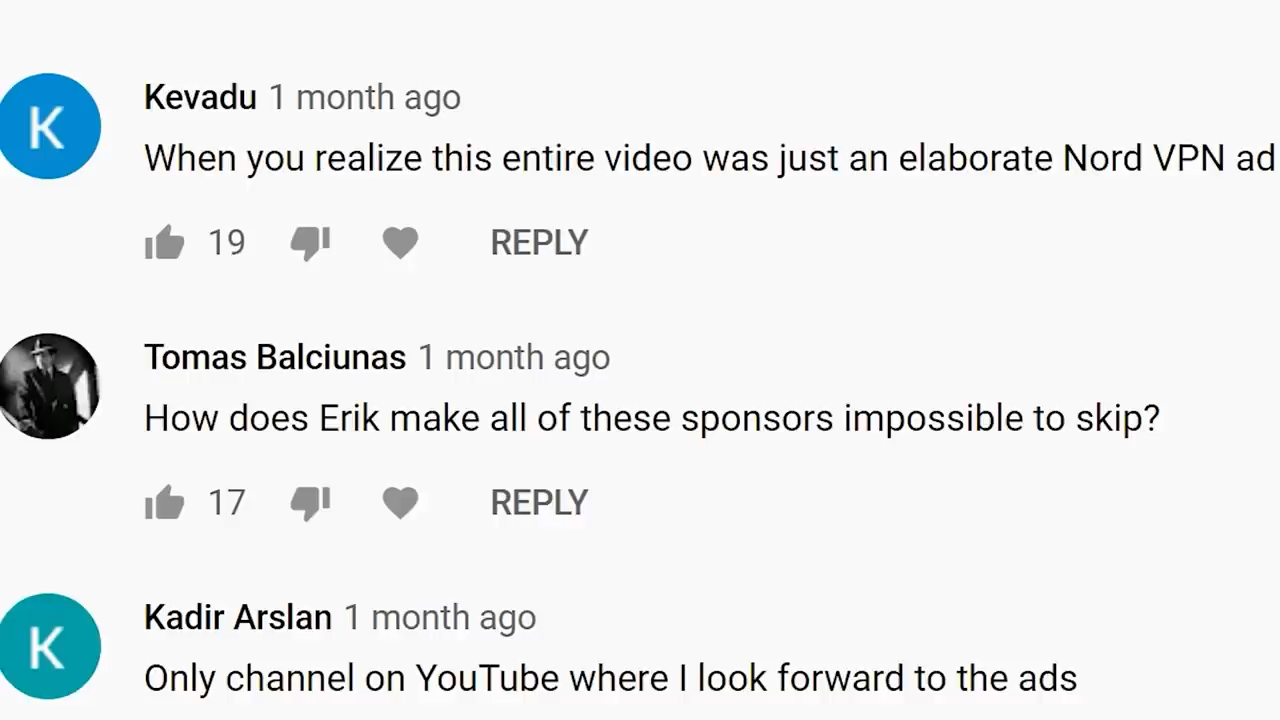 K
Kevadu 1 month ago
When you realize this entire video was just an elaborate Nord VPN ad
19 REPLY
Tomas Balciunas 1 month ago
How does Erik make all of these sponsors impossible to skip?
17 REPLY
K
Kadir Arslan 1 month ago
Only channel on YouTube where I look forward to the ads